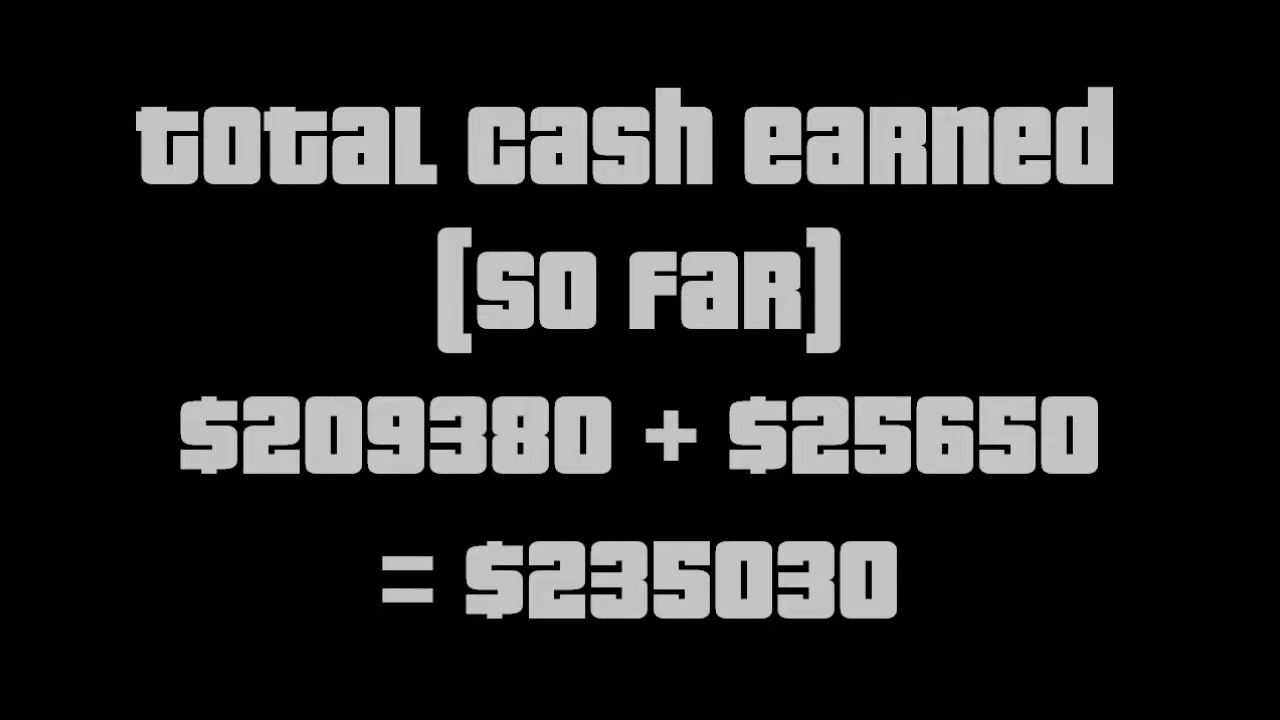 total cash earned
(so far)
$209380 + $25650
= $235030